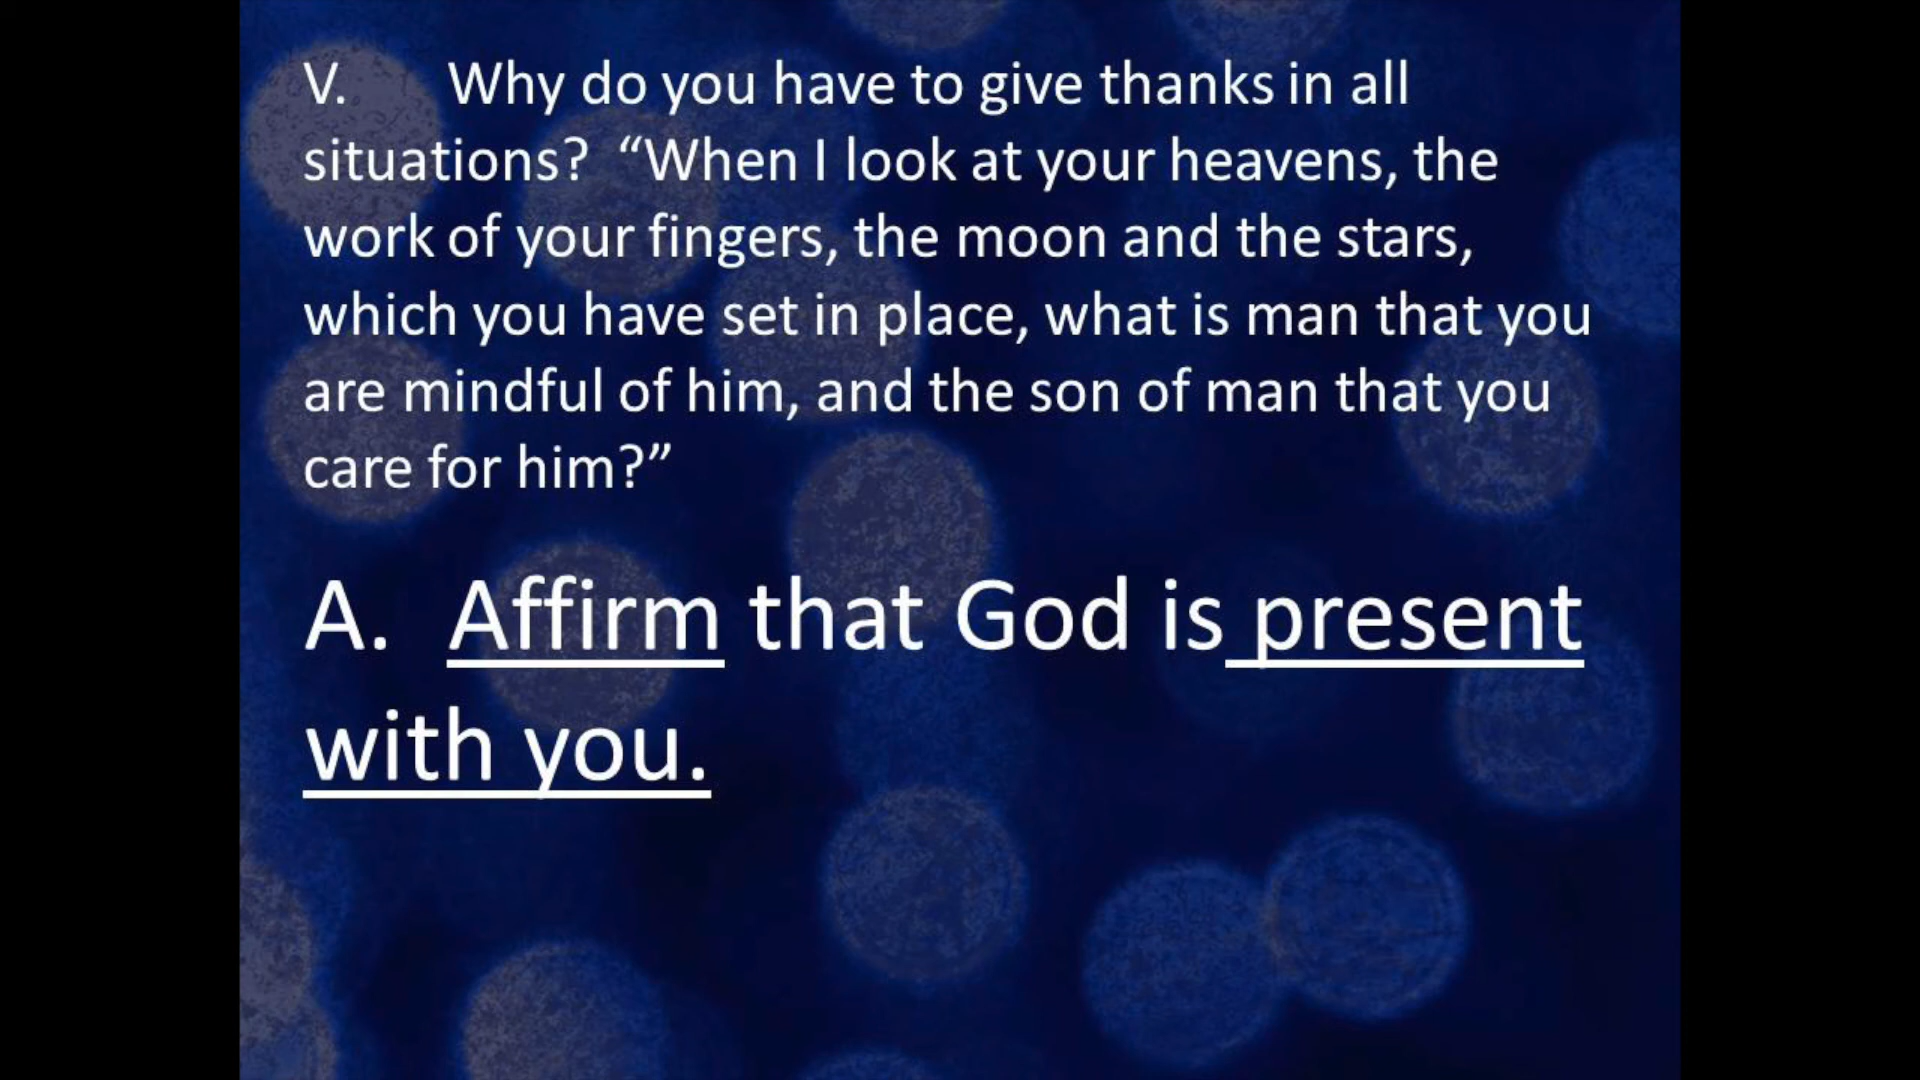 V. Why do you have to give thanks in all
situations? “When I look at your heavens, the
work of your fingers, the moon and the stars,
which you have set in place, what is man that you
are mindful of him, and the son of man that you
care for him?”
A. Affirm that God is present
with you.